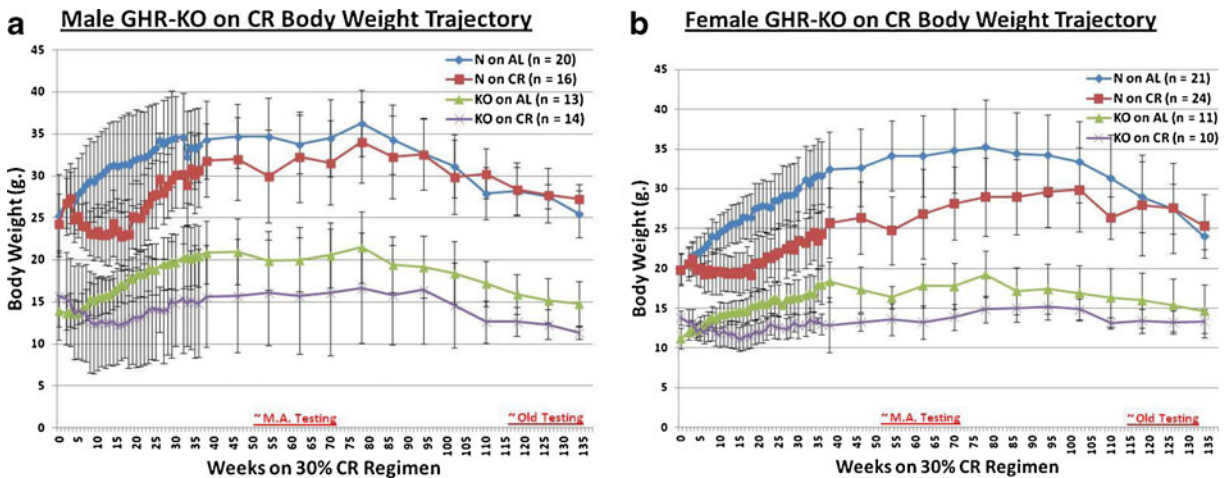 a Male GHR-KO on CR Body Weight Trajectory
Body Weight (g.)
45
40
35
30
25
20
15
10
5
0
N on AL (n = 20)
N on CR (n = 16)
KO on AL (n = 13)
KO on CR (n = 14)
~M.A. Testing
~Old Testing
0 5 10 15 20 25 30 35 40 45 50 55 60 65 70 75 80 85 90 95 100 105 110 115 120 125 130 135
Weeks on 30% CR Regimen
b Female GHR-KO on CR Body Weight Trajectory
Body Weight (g.)
45
40
35
30
25
20
15
10
5
0
N on AL (n = 21)
N on CR (n = 24)
KO on AL (n = 11)
KO on CR (n = 10)
~M.A. Testing
~Old Testing
0 5 10 15 20 25 30 35 40 45 50 55 60 65 70 75 80 85 90 95 100 105 110 115 120 125 130 135
Weeks on 30% CR Regimen